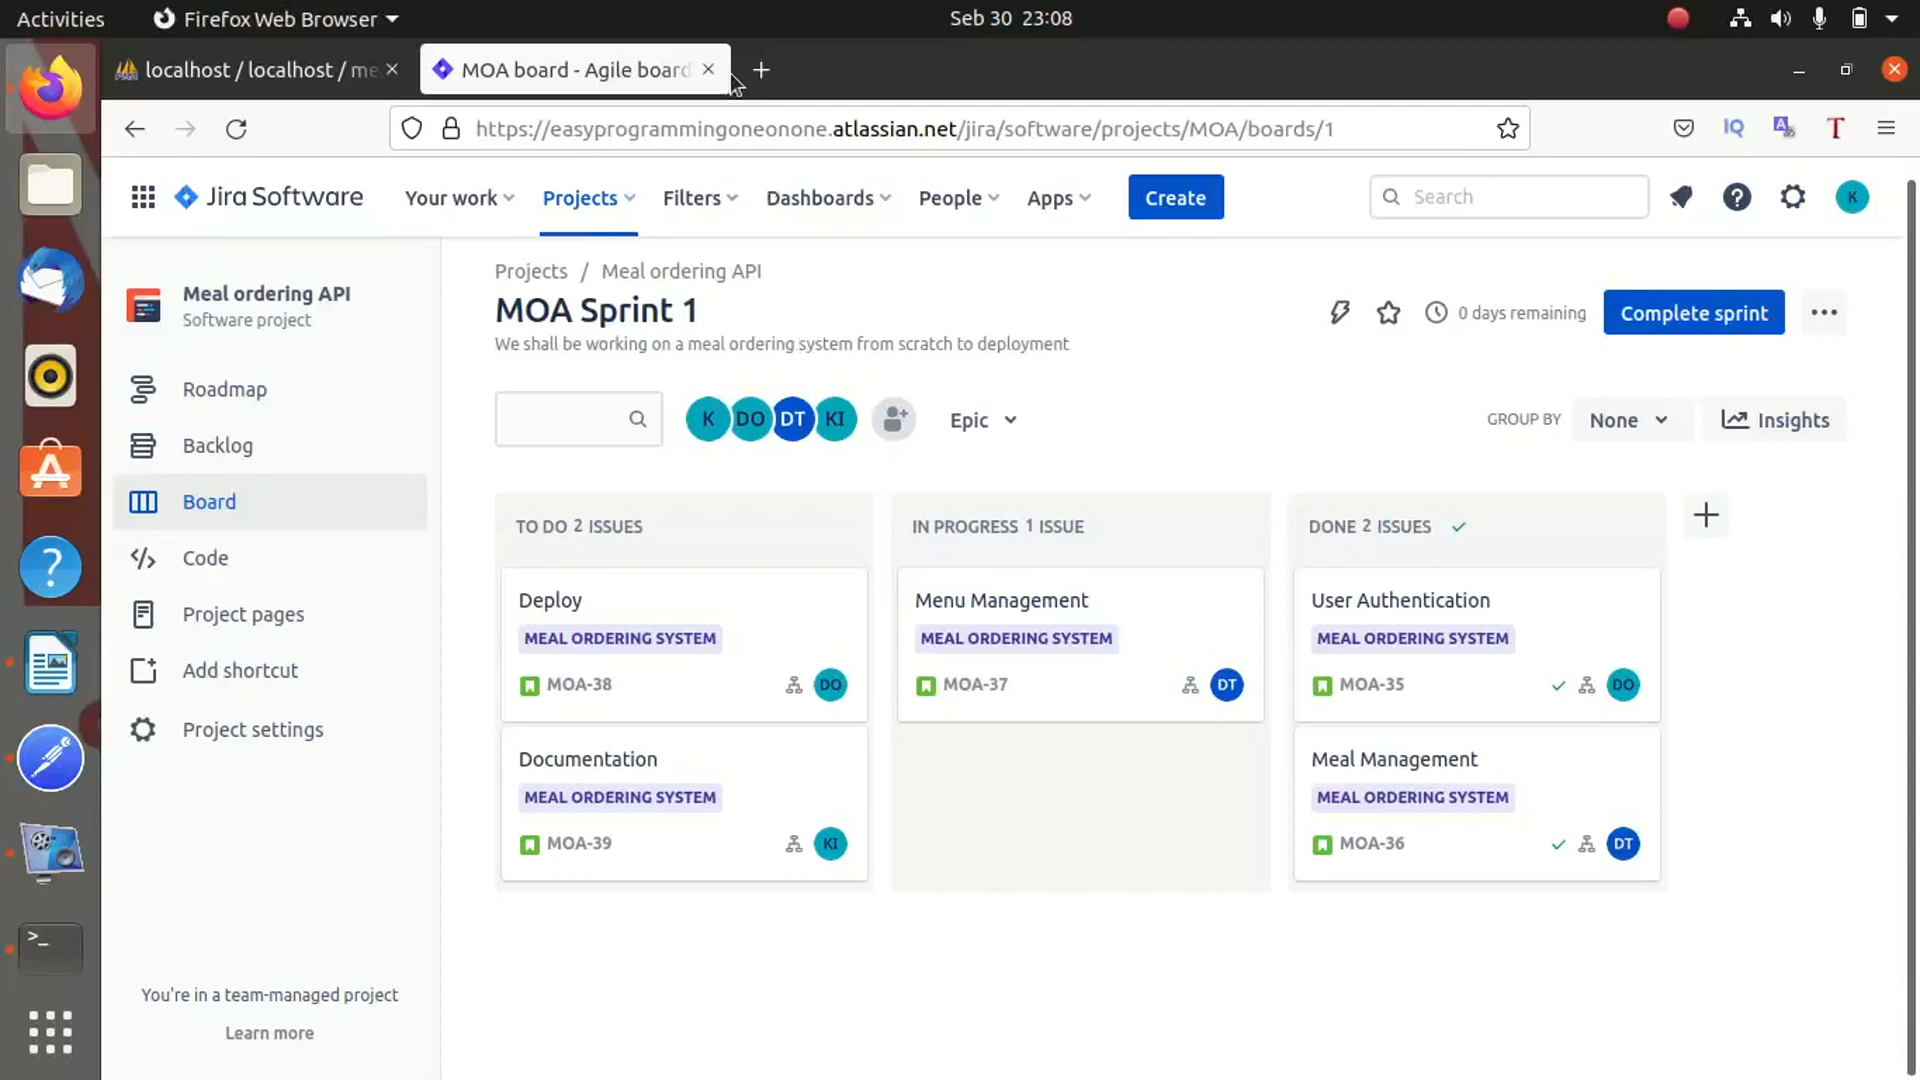 Activities
Firefox Web Browser
Seb 30 23:08
localhost / localhost / me
MOA board - Agile board
https://easyprogrammingoneonone.atlassian.net/jira/software/projects/MOA/boards/1
IQ
T
Jira Software
Your work
Projects
Filters
Dashboards
People
Apps
Create
Search
K
Meal ordering API
Software project
Roadmap
Backlog
Board
Code
Project pages
Add shortcut
Project settings
You're in a team-managed project
Learn more
Projects / Meal ordering API
MOA Sprint 1
We shall be working on a meal ordering system from scratch to deployment
0 days remaining
Complete sprint
K DO DT KI
Epic
GROUP BY
None
Insights
TO DO 2 ISSUES
Deploy
MEAL ORDERING SYSTEM
MOA-38
DO
Documentation
MEAL ORDERING SYSTEM
MOA-39
KI
IN PROGRESS 1 ISSUE
Menu Management
MEAL ORDERING SYSTEM
MOA-37
DT
DONE 2 ISSUES
User Authentication
MEAL ORDERING SYSTEM
MOA-35
DO
Meal Management
MEAL ORDERING SYSTEM
MOA-36
DT